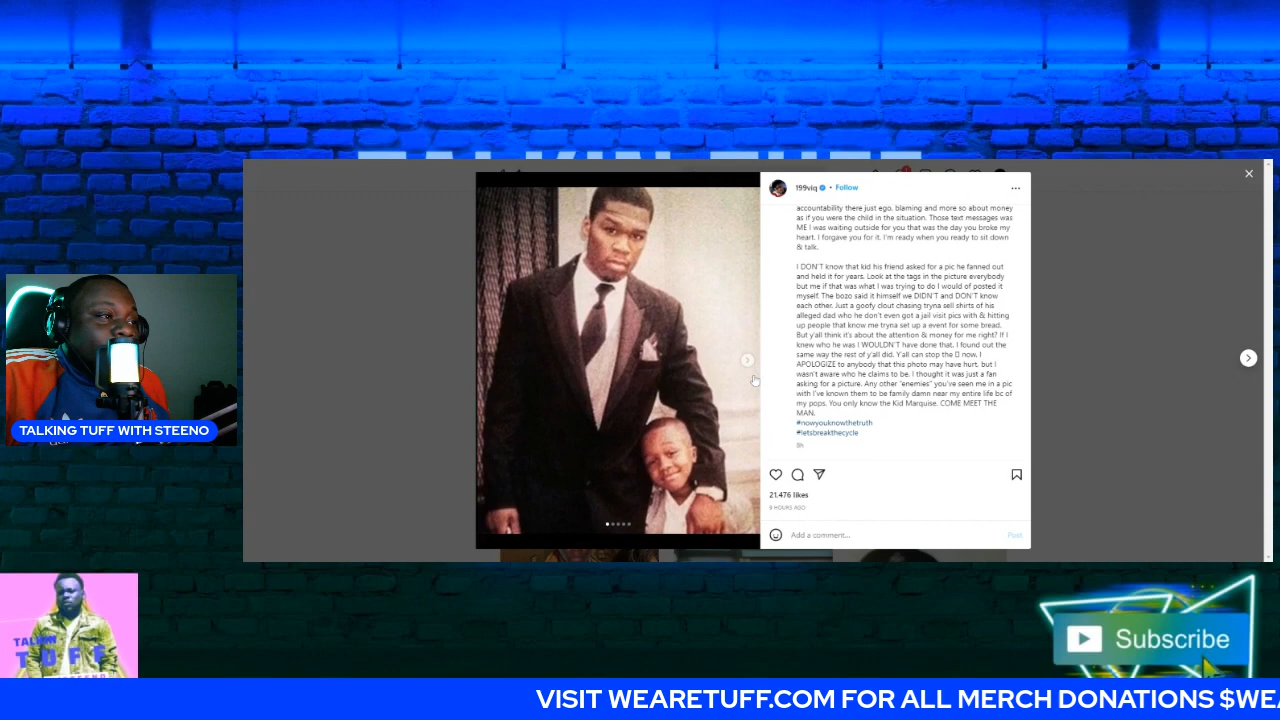 199viq • Follow
accountability there just ego, blaming and more so about money
as if you were the child in the situation. Those text messages was
ME I was waiting outside for you that was the day you broke my
heart. I forgave you for it. I'm ready when you ready to sit down
& talk.
I DON'T know that kid his friend asked for a pic he fanned out
and held it for years. Look at the tags in the picture everybody
but me if that was what I was trying to do I would of posted it
myself. The bozo said it himself we DIDN'T and DON'T know
each other. Just a goofy clout chasing tryna sell shirts of his
alleged dad who he don't even got a jail visit pics with & hitting
up people that know me tryna set up a event for some bread.
But y'all think it's about the attention & money for me right? If I
knew who he was I WOULDN'T have done that. I found out the
same way the rest of y'all did. Y'all can stop the now, I
APOLOGIZE to anybody that this photo may have hurt, but I
wasn't aware who he claims to be. I thought it was just a fan
asking for a picture. Any other "enemies" you've seen me in a pic
with I've known them to be family damn near my entire life bc of
my pops. You only know the Kid Marquise. COME MEET THE
MAN.
#nowyouknowthetruth
#letsbreakthecycle
21,476 likes
9 HOURS AGO
Add a comment...
Post
TALKING TUFF WITH STEENO
TALKIN
TUFF
Subscribe
VISIT WEARETUFF.COM FOR ALL MERCH DONATIONS $WEA